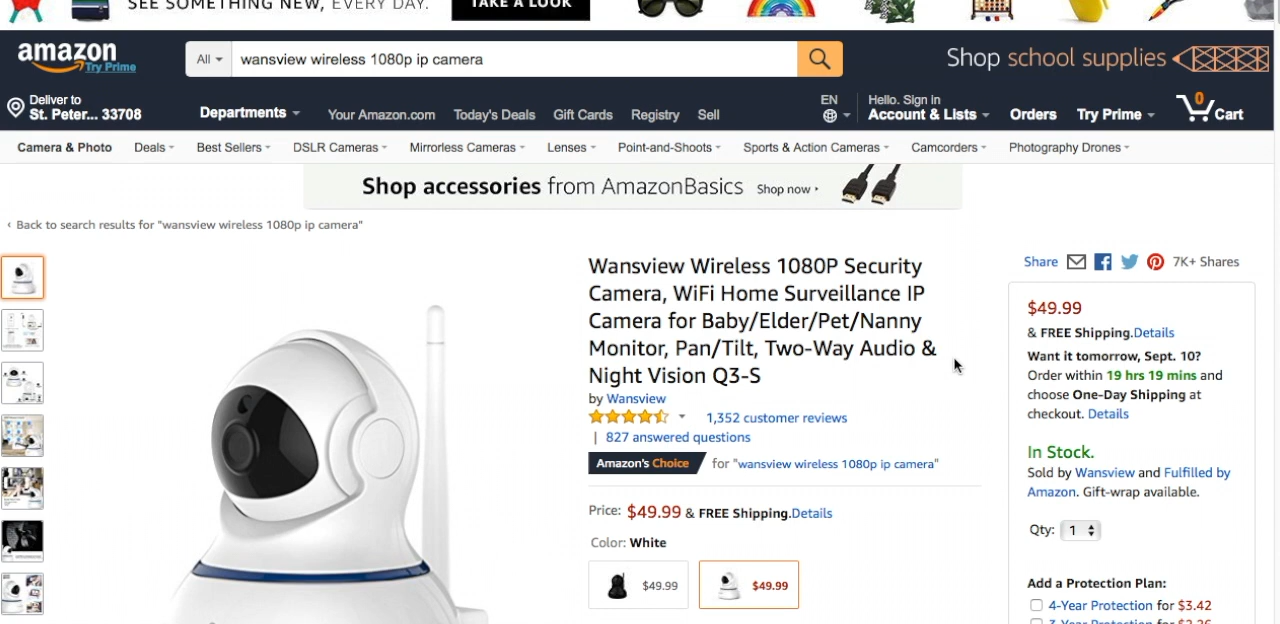 SEE SOMETHING NEW, EVERY DAY.
TAKE A LOOK
amazon
Try Prime
All
wansview wireless 1080p ip camera
Shop school supplies
Deliver to
St. Peter... 33708
Departments
Your Amazon.com
Today's Deals
Gift Cards
Registry
Sell
EN
Hello. Sign in
Account & Lists
Orders
Try Prime
0
Cart
Camera & Photo
Deals
Best Sellers
DSLR Cameras
Mirrorless Cameras
Lenses
Point-and-Shoots
Sports & Action Cameras
Camcorders
Photography Drones
Shop accessories from AmazonBasics Shop now ›
‹ Back to search results for "wansview wireless 1080p ip camera"
Wansview Wireless 1080P Security
Camera, WiFi Home Surveillance IP
Camera for Baby/Elder/Pet/Nanny
Monitor, Pan/Tilt, Two-Way Audio &
Night Vision Q3-S
by Wansview
1,352 customer reviews
| 827 answered questions
Amazon's Choice for "wansview wireless 1080p ip camera"
Price: $49.99 & FREE Shipping.Details
Color: White
$49.99
$49.99
Share
7K+ Shares
$49.99
& FREE Shipping.Details
Want it tomorrow, Sept. 10?
Order within 19 hrs 19 mins and
choose One-Day Shipping at
checkout. Details
In Stock.
Sold by Wansview and Fulfilled by
Amazon. Gift-wrap available.
Qty: 1
Add a Protection Plan:
4-Year Protection for $3.42